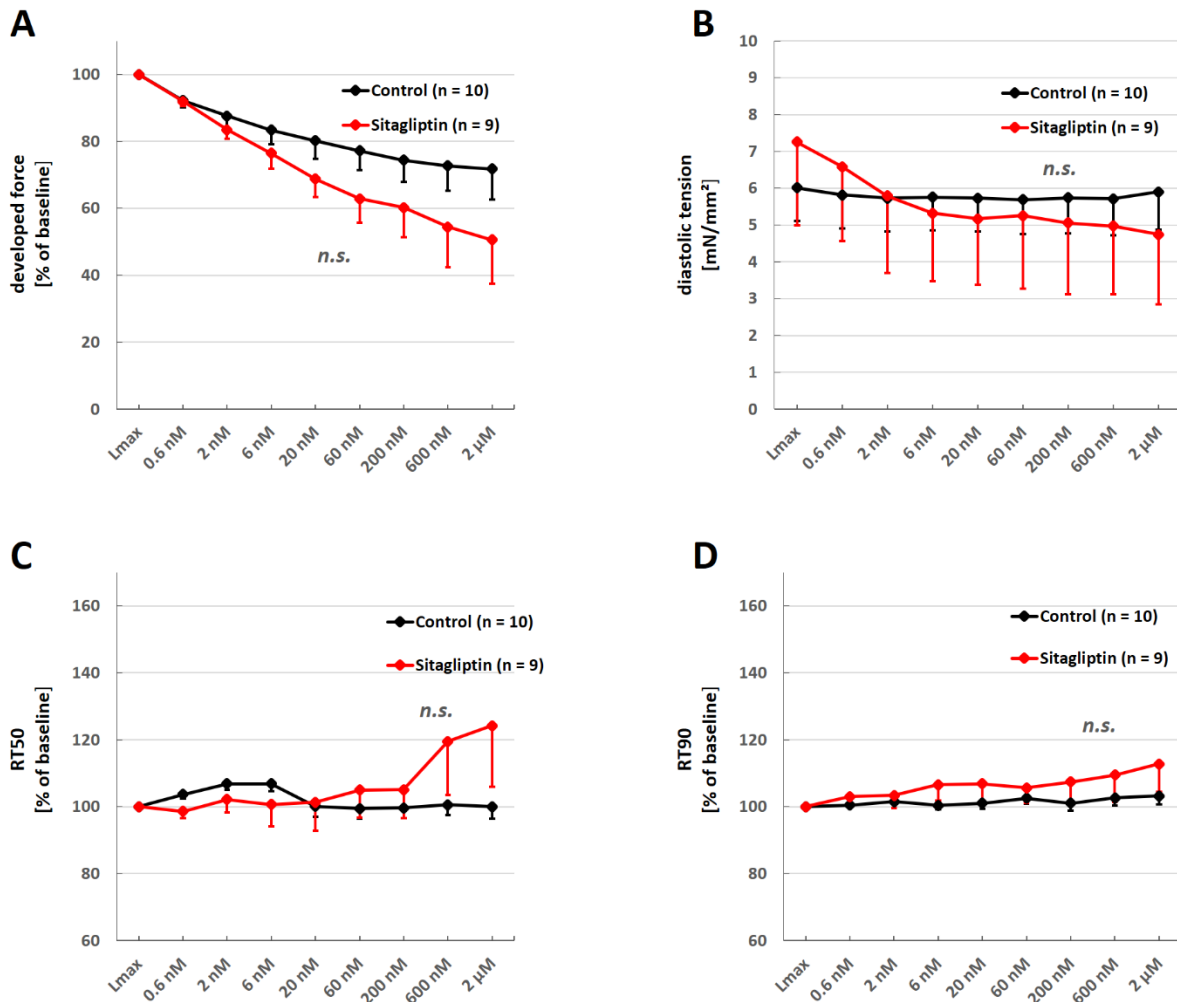 A
developed force
[% of baseline]
100
80
60
40
20
0
Control (n = 10)
Sitagliptin (n = 9)
n.s.
Lmax
0.6 nM
2 nM
6 nM
20 nM
60 nM
200 nM
600 nM
2 µM
B
diastolic tension
[mN/mm²]
10
9
8
7
6
5
4
3
2
1
0
Control (n = 10)
Sitagliptin (n = 9)
n.s.
Lmax
0.6 nM
2 nM
6 nM
20 nM
60 nM
200 nM
600 nM
2 µM
C
RT50
[% of baseline]
160
140
120
100
80
60
Control (n = 10)
Sitagliptin (n = 9)
n.s.
Lmax
0.6 nM
2 nM
6 nM
20 nM
60 nM
200 nM
600 nM
2 µM
D
RT90
[% of baseline]
160
140
120
100
80
60
Control (n = 10)
Sitagliptin (n = 9)
n.s.
Lmax
0.6 nM
2 nM
6 nM
20 nM
60 nM
200 nM
600 nM
2 µM